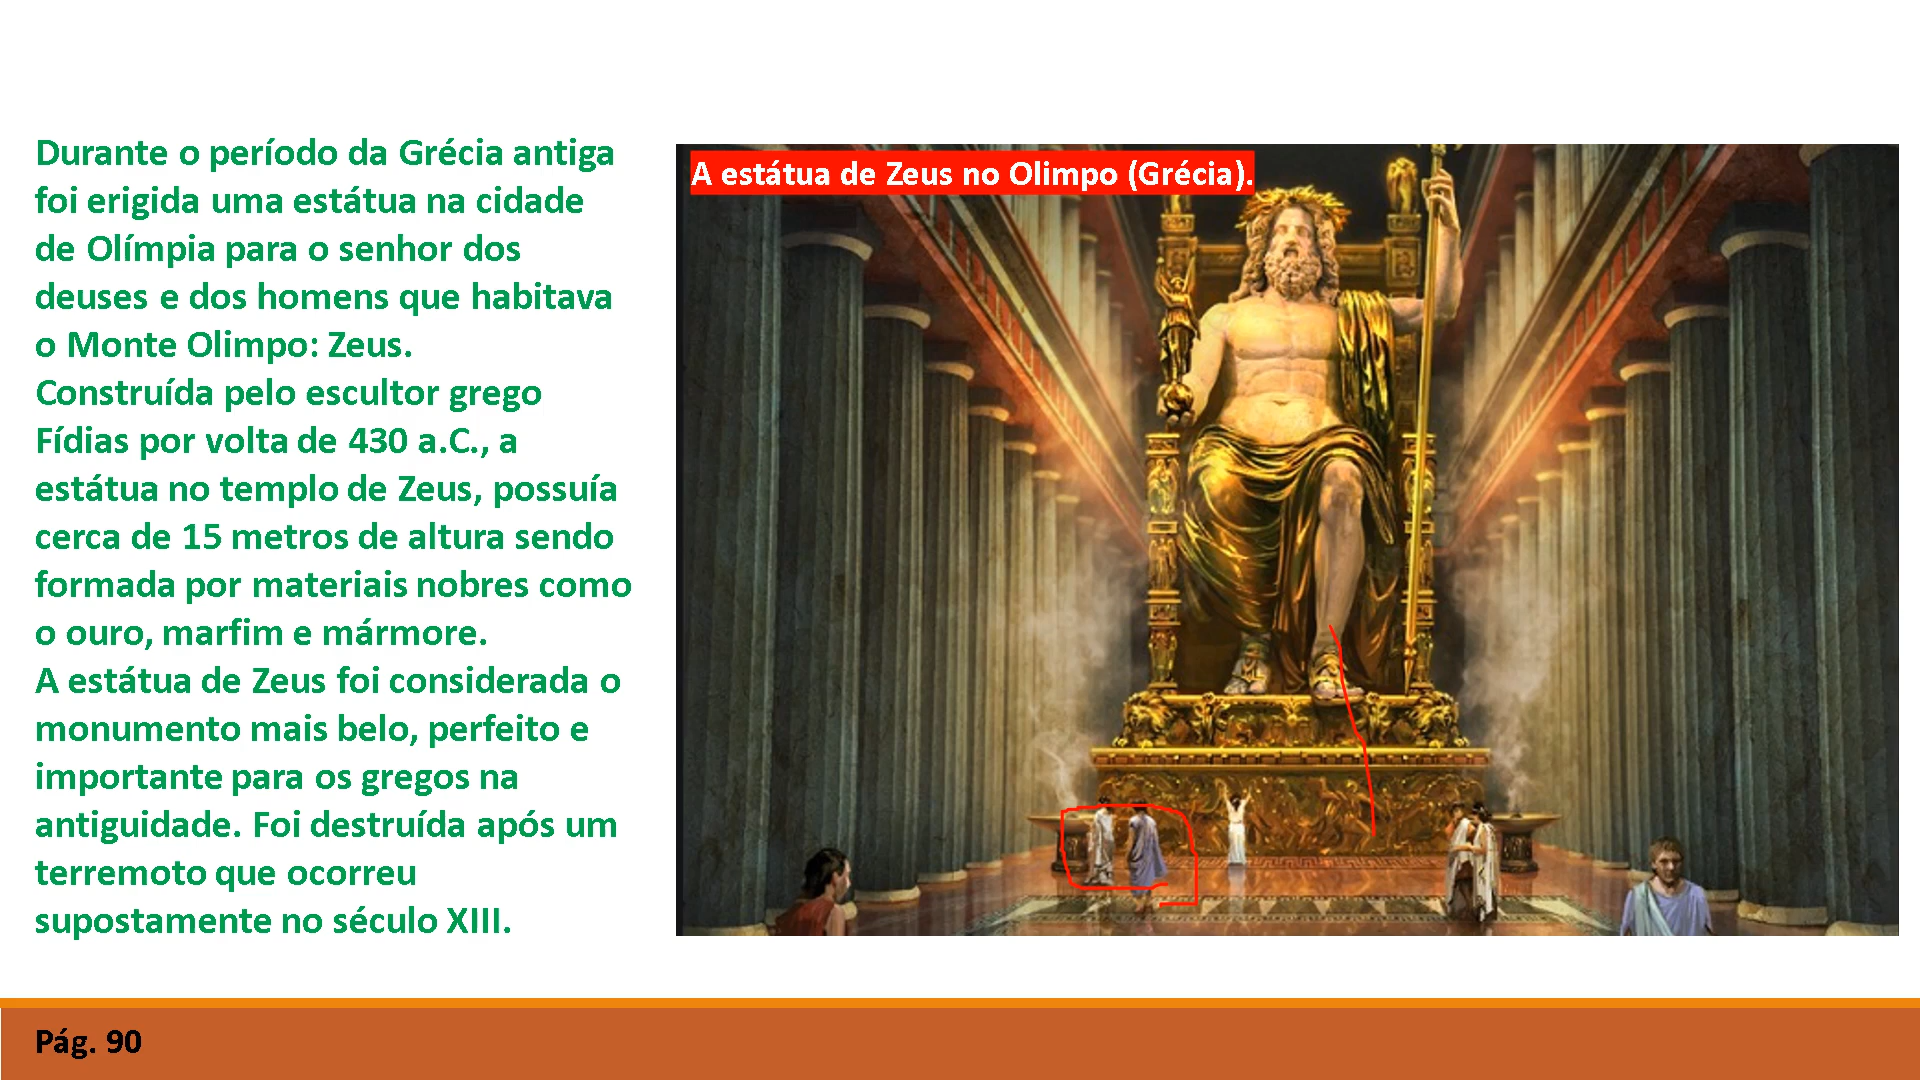 Durante o período da Grécia antiga
foi erigida uma estátua na cidade
de Olímpia para o senhor dos
deuses e dos homens que habitava
o Monte Olimpo: Zeus.
Construída pelo escultor grego
Fídias por volta de 430 a.C., a
estátua no templo de Zeus, possuía
cerca de 15 metros de altura sendo
formada por materiais nobres como
o ouro, marfim e mármore.
A estátua de Zeus foi considerada o
monumento mais belo, perfeito e
importante para os gregos na
antiguidade. Foi destruída após um
terremoto que ocorreu
supostamente no século XIII.
A estátua de Zeus no Olimpo (Grécia).
Pág. 90